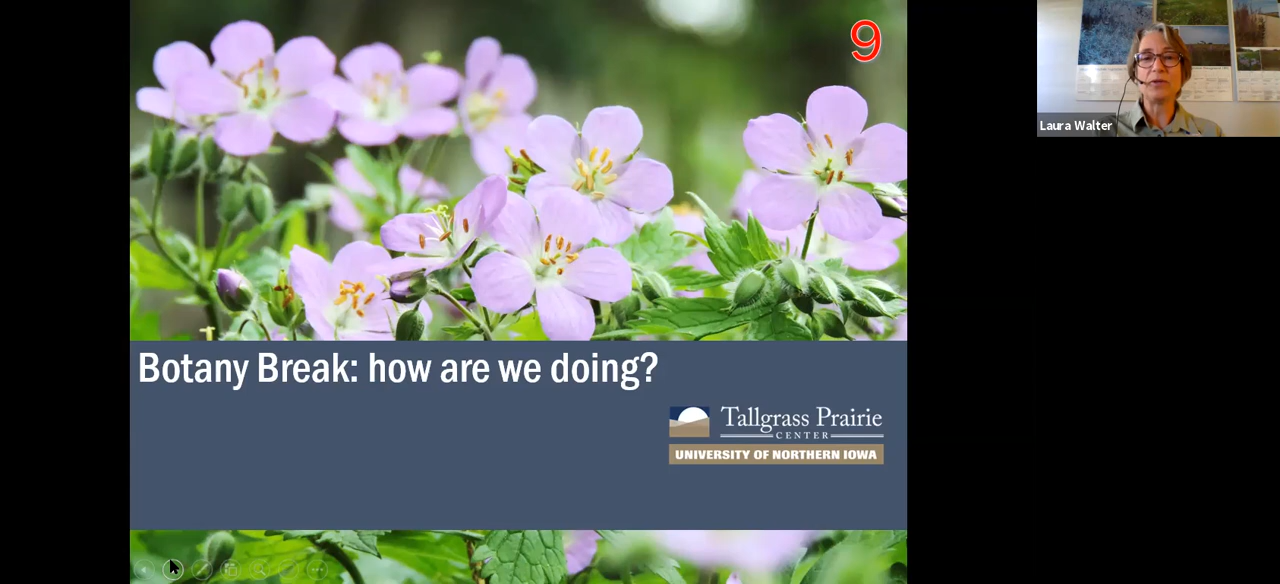 9
Laura Walter
Botany Break: how are we doing?
Tallgrass Prairie
CENTER
UNIVERSITY OF NORTHERN IOWA